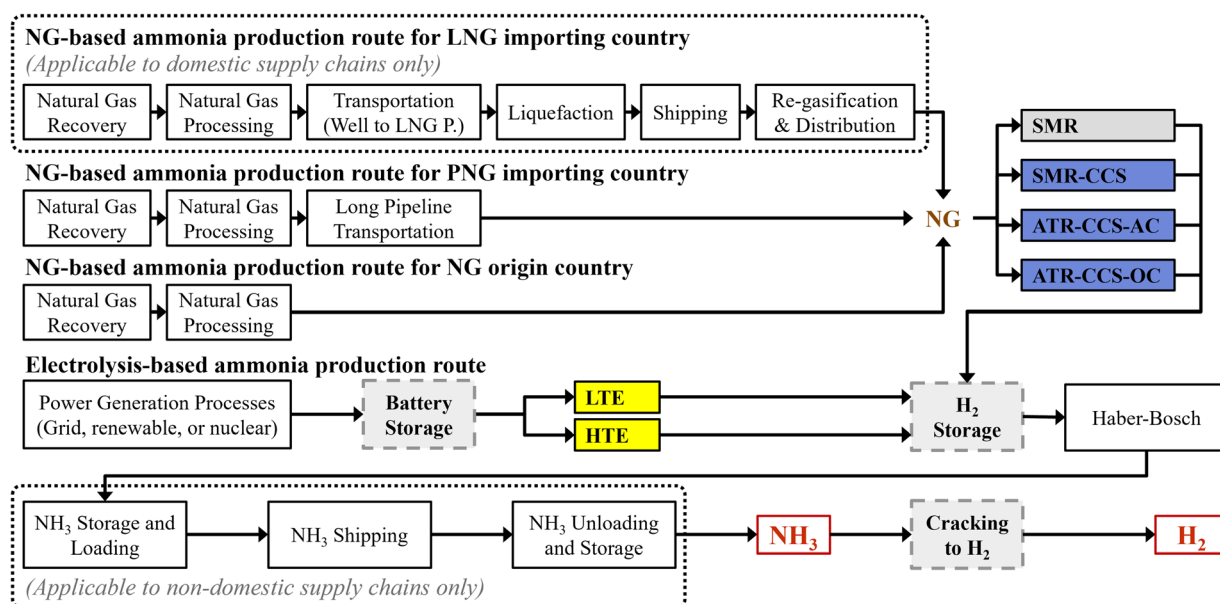 NG-based ammonia production route for LNG importing country
(Applicable to domestic supply chains only)
Natural Gas
Recovery
Natural Gas
Processing
Transportation
(Well to LNG P.)
Liquefaction
Shipping
Re-gasification
& Distribution
NG-based ammonia production route for PNG importing country
Natural Gas
Recovery
Natural Gas
Processing
Long Pipeline
Transportation
NG-based ammonia production route for NG origin country
Natural Gas
Recovery
Natural Gas
Processing
NG
SMR
SMR-CCS
ATR-CCS-AC
ATR-CCS-OC
Electrolysis-based ammonia production route
Power Generation Processes
(Grid, renewable, or nuclear)
Battery
Storage
LTE
HTE
H₂
Storage
Haber-Bosch
NH₃ Storage and
Loading
NH₃ Shipping
NH₃ Unloading
and Storage
(Applicable to non-domestic supply chains only)
NH₃
Cracking
to H₂
H₂